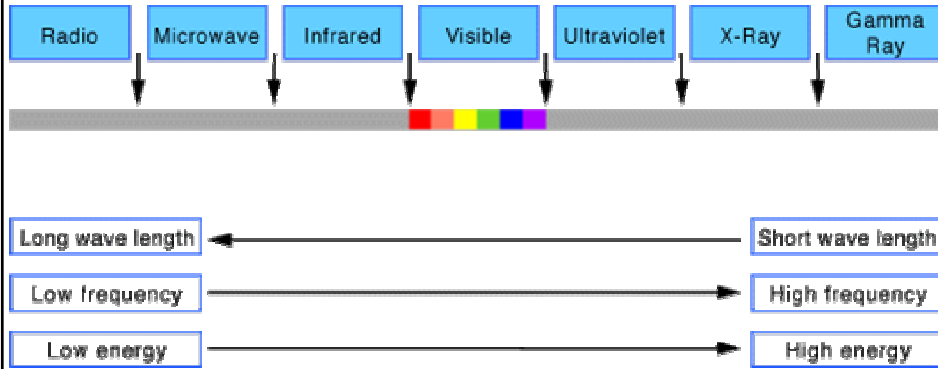 Radio
Microwave
Infrared
Visible
Ultraviolet
X-Ray
Gamma
Ray
Long wave length
Short wave length
Low frequency
High frequency
Low energy
High energy